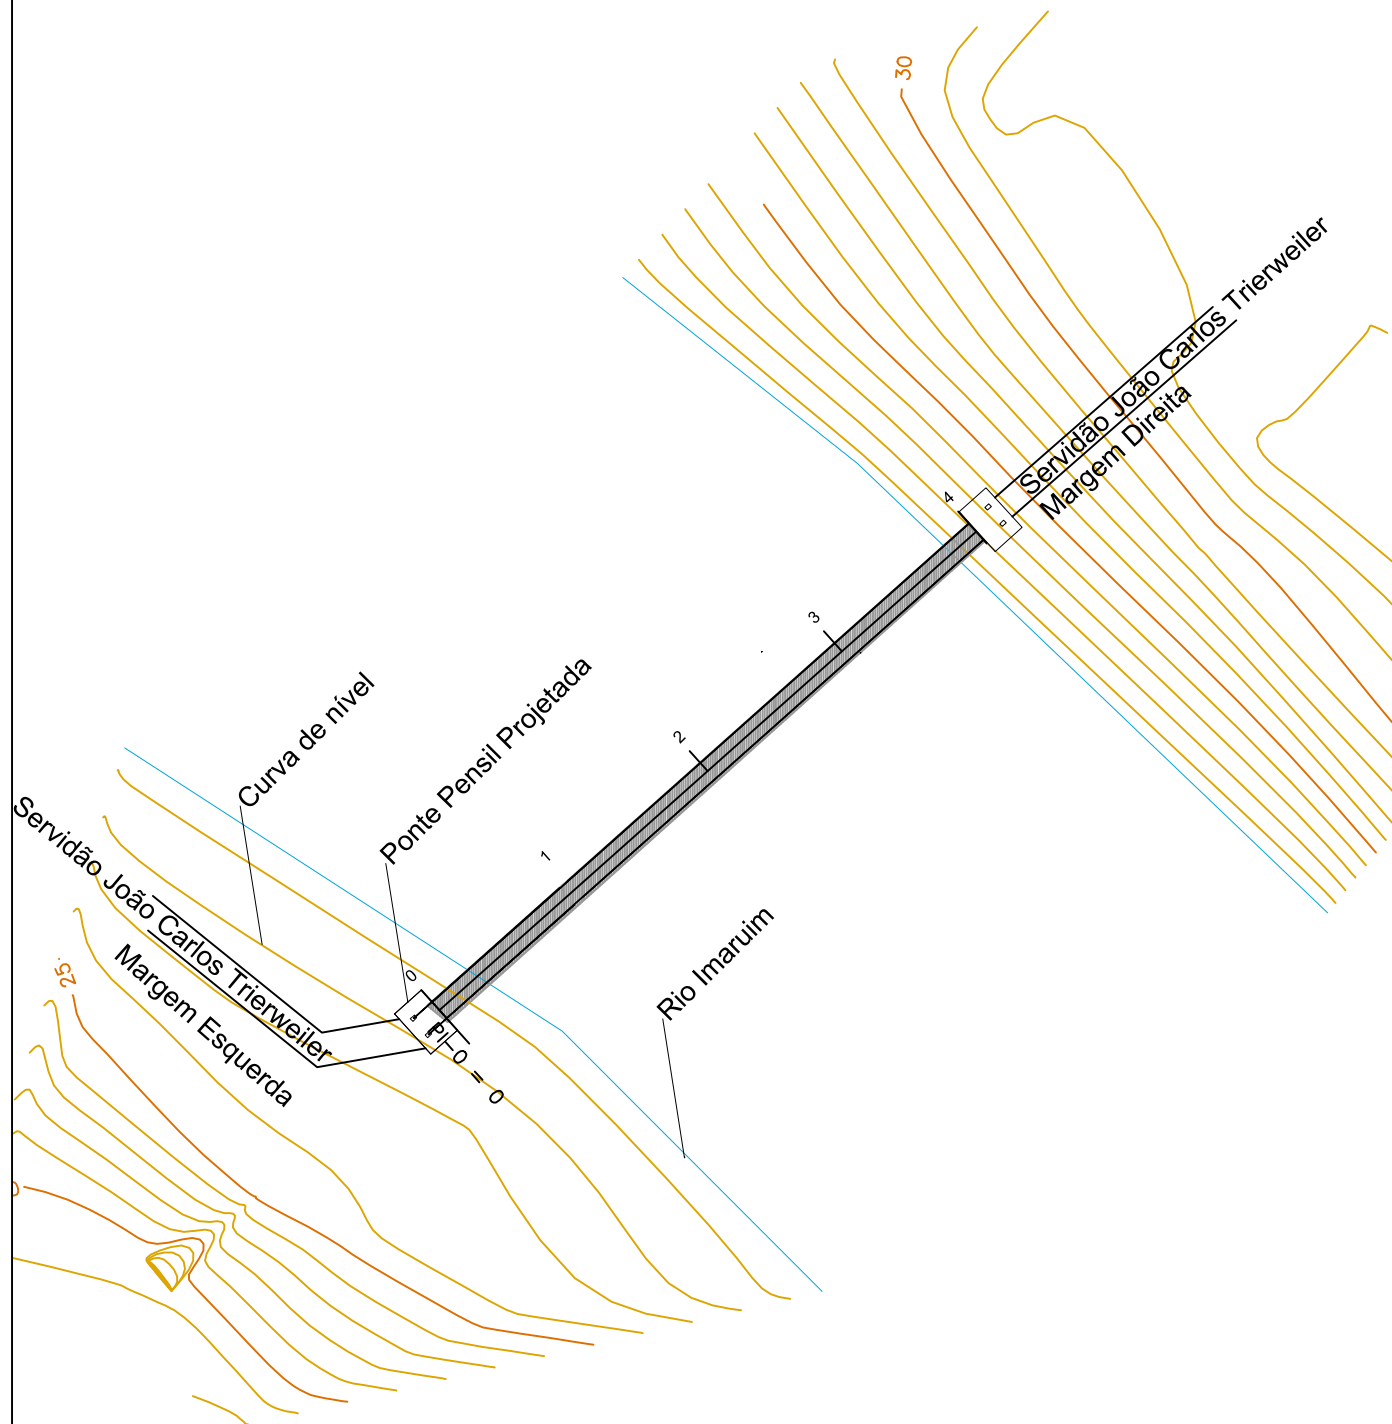 30
Servidão João Carlos Trierweiler
Margem Direita
4
3
2
1
0
Curva de nível
Ponte Pensil Projetada
Servidão João Carlos Trierweiler
Margem Esquerda
25
PI-0 = 0
Rio Imaruim